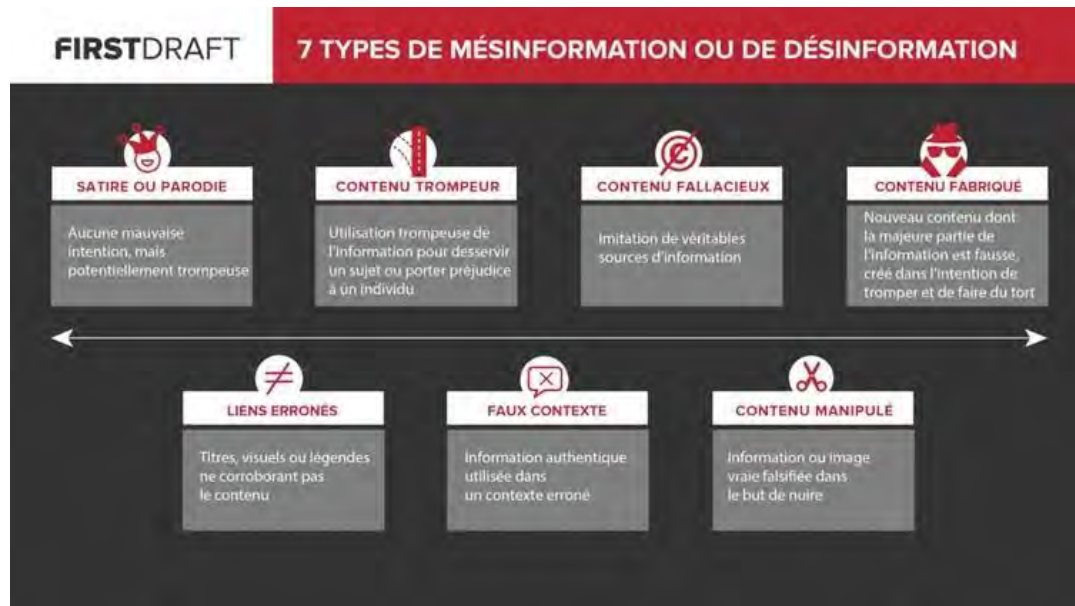 FIRSTDRAFT
7 TYPES DE MÉSINFORMATION OU DE DÉSINFORMATION
SATIRE OU PARODIE
Aucune mauvaise
intention, mais
potentiellement trompeuse
CONTENU TROMPEUR
Utilisation trompeuse de
l'information pour desservir
un sujet ou porter préjudice
à un individu
CONTENU FALLACIEUX
Imitation de véritables
sources d'information
CONTENU FABRIQUÉ
Nouveau contenu dont
la majeure partie de
l'information est fausse,
créé dans l'intention de
tromper et de faire du tort
LIENS ERRONÉS
Titres, visuels ou légendes
ne corroborant pas
le contenu
FAUX CONTEXTE
Information authentique
utilisée dans
un contexte erroné
CONTENU MANIPULÉ
Information ou image
vraie falsifiée dans
le but de nuire